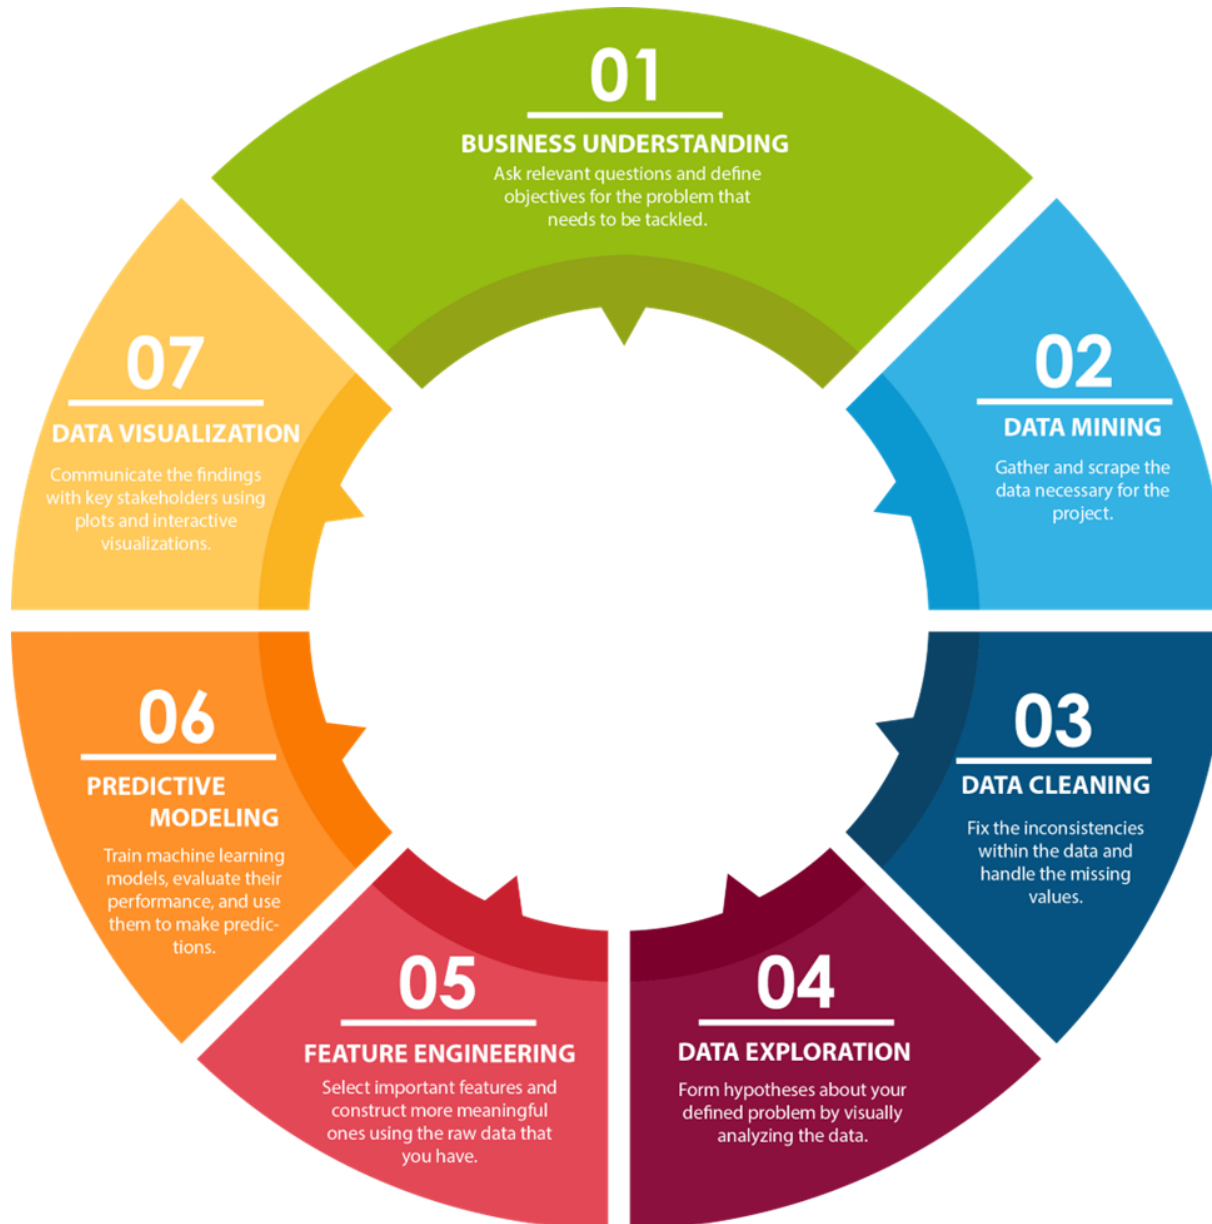 01
BUSINESS UNDERSTANDING
Ask relevant questions and define
objectives for the problem that
needs to be tackled.
02
DATA MINING
Gather and scrape the
data necessary for the
project.
03
DATA CLEANING
Fix the inconsistencies
within the data and
handle the missing
values.
04
DATA EXPLORATION
Form hypotheses about your
defined problem by visually
analyzing the data.
05
FEATURE ENGINEERING
Select important features and
construct more meaningful
ones using the raw data that
you have.
06
PREDICTIVE
MODELING
Train machine learning
models, evaluate their
performance, and use
them to make predic-
tions.
07
DATA VISUALIZATION
Communicate the findings
with key stakeholders using
plots and interactive
visualizations.